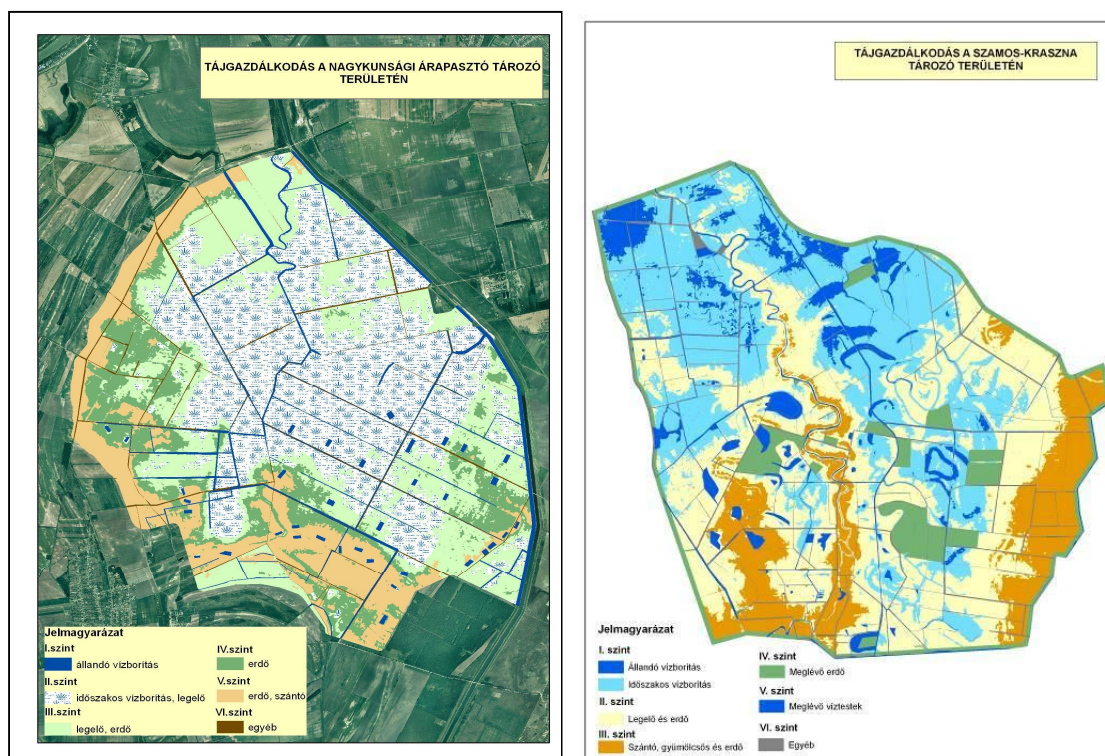 TÁJGAZDÁLKODÁS A NAGYKUNSÁGI ÁRAPASZTÓ TÁROZÓ
TERÜLETÉN
Jelmagyarázat
I.szint
állandó vízborítás
II.szint
időszakos vízborítás, legelő
III.szint
legelő, erdő
IV.szint
erdő
V.szint
erdő, szántó
VI.szint
egyéb
TÁJGAZDÁLKODÁS A SZAMOS-KRASZNA
TÁROZÓ TERÜLETÉN
Jelmagyarázat
I. szint
Állandó vízborítás
Időszakos vízborítás
II. szint
Legelő és erdő
III. szint
Szántó, gyümölcsös és erdő
IV. szint
Meglévő erdő
V. szint
Meglévő víztestek
VI. szint
Egyéb